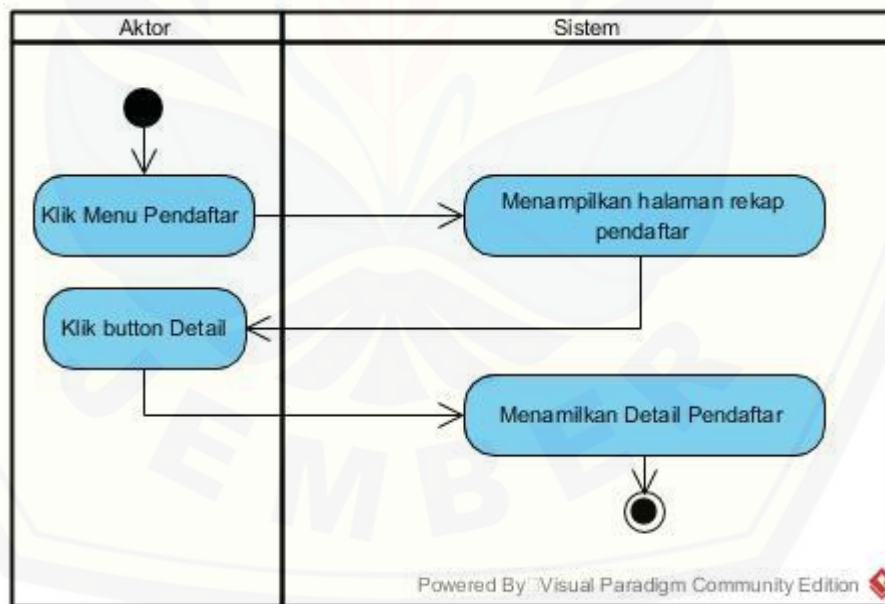 Aktor
Sistem
Klik Menu Pendaftar
Menampilkan halaman rekap
pendaftar
Klik button Detail
Menamilkan Detail Pendaftar
EMBER
Powered By Visual Paradigm Community Edition